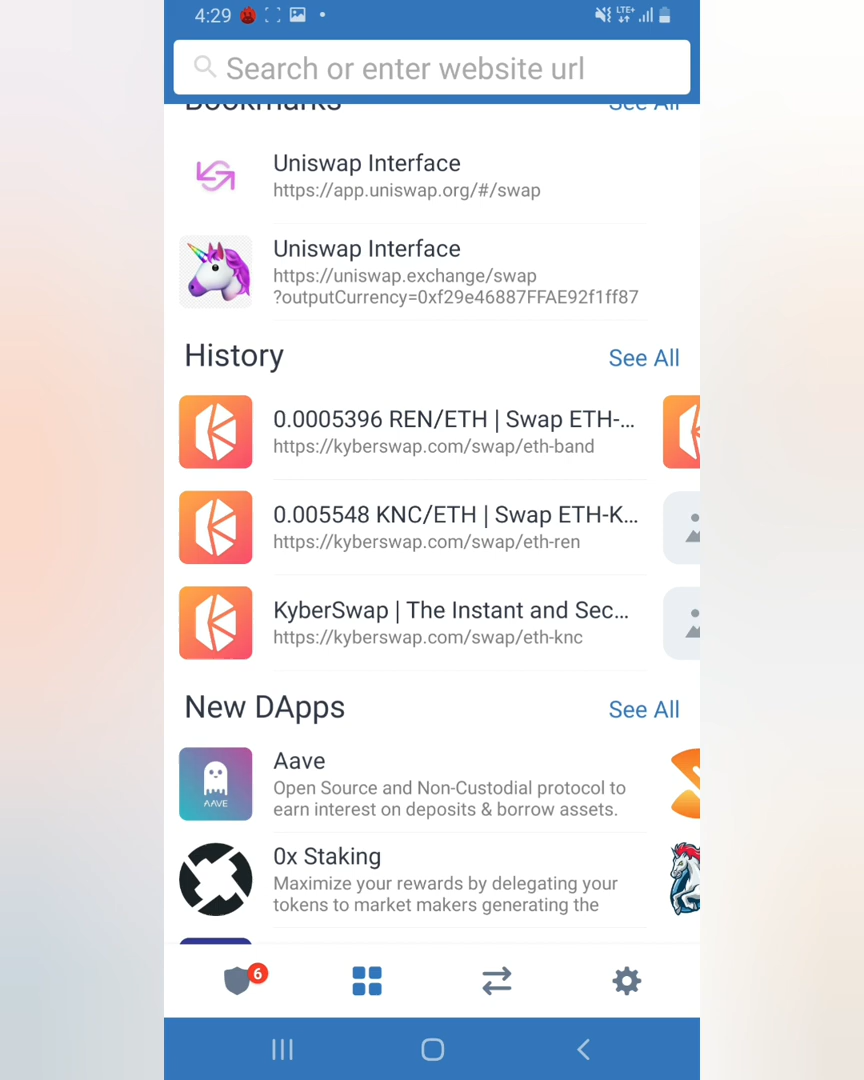 4:29
LTE+
Search or enter website url
Bookmarks
See All
Uniswap Interface
https://app.uniswap.org/#/swap
Uniswap Interface
https://uniswap.exchange/swap
?outputCurrency=0xf29e46887FFAE92f1ff87
History
See All
0.0005396 REN/ETH | Swap ETH-...
https://kyberswap.com/swap/eth-band
0.005548 KNC/ETH | Swap ETH-K...
https://kyberswap.com/swap/eth-ren
KyberSwap | The Instant and Sec...
https://kyberswap.com/swap/eth-knc
New DApps
See All
AAVE
Aave
Open Source and Non-Custodial protocol to
earn interest on deposits & borrow assets.
0x Staking
Maximize your rewards by delegating your
tokens to market makers generating the
6